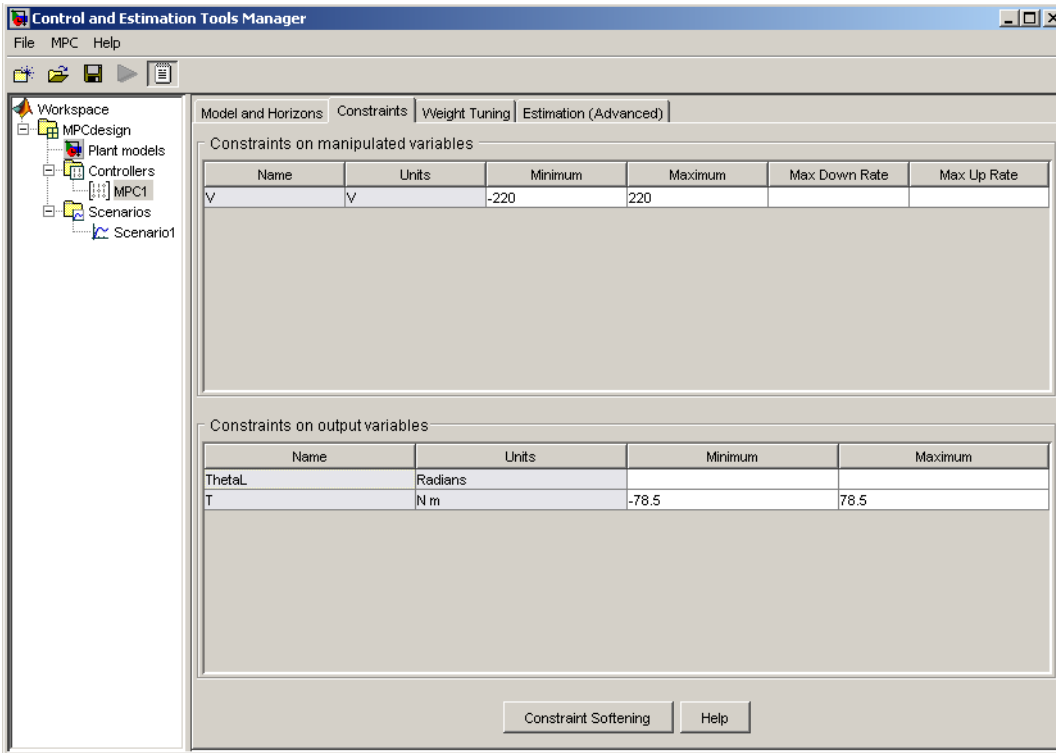 Control and Estimation Tools Manager
File MPC Help
Workspace
MPCdesign
Plant models
Controllers
MPC1
Scenarios
Scenario1
Model and Horizons Constraints Weight Tuning Estimation (Advanced)
Constraints on manipulated variables
Name Units Minimum Maximum Max Down Rate Max Up Rate
V V -220 220
Constraints on output variables
Name Units Minimum Maximum
ThetaL Radians
T N m -78.5 78.5
Constraint Softening Help